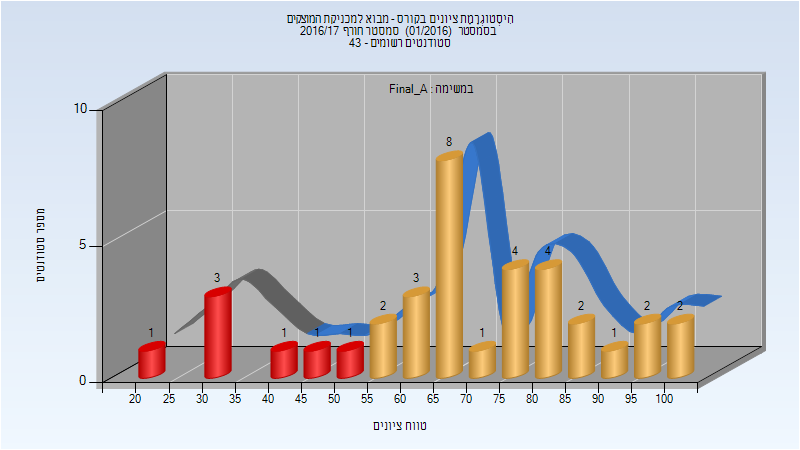 היסטוגרמת ציונים בקורס - מבוא למכניקת המוצקים
בסמסטר (01/2016) סמסטר חורף 2016/17
סטודנטים רשומים - 43
במשימה : Final_A
מספר סטודנטים
10
5
0
1
3
1
1
1
2
3
8
1
4
4
2
1
2
2
20 25 30 35 40 45 50 55 60 65 70 75 80 85 90 95 100
טווח ציונים